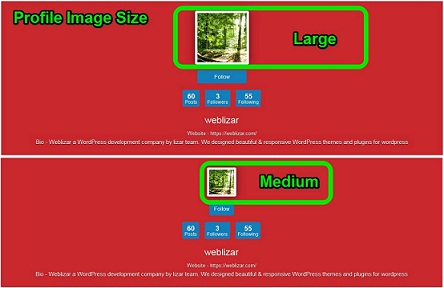 Profile Image Size
Large
Follow
60 3 55
Posts Followers Following
weblizar
Website - https://weblizar.com/
Bio - Weblizar a WordPress development company by lizar team. We designed beautiful & responsive WordPress themes and plugins for wordpress
Medium
Follow
60 3 55
Posts Followers Following
weblizar
Website - https://weblizar.com/
Bio - Weblizar a WordPress development company by lizar team. We designed beautiful & responsive WordPress themes and plugins for wordpress